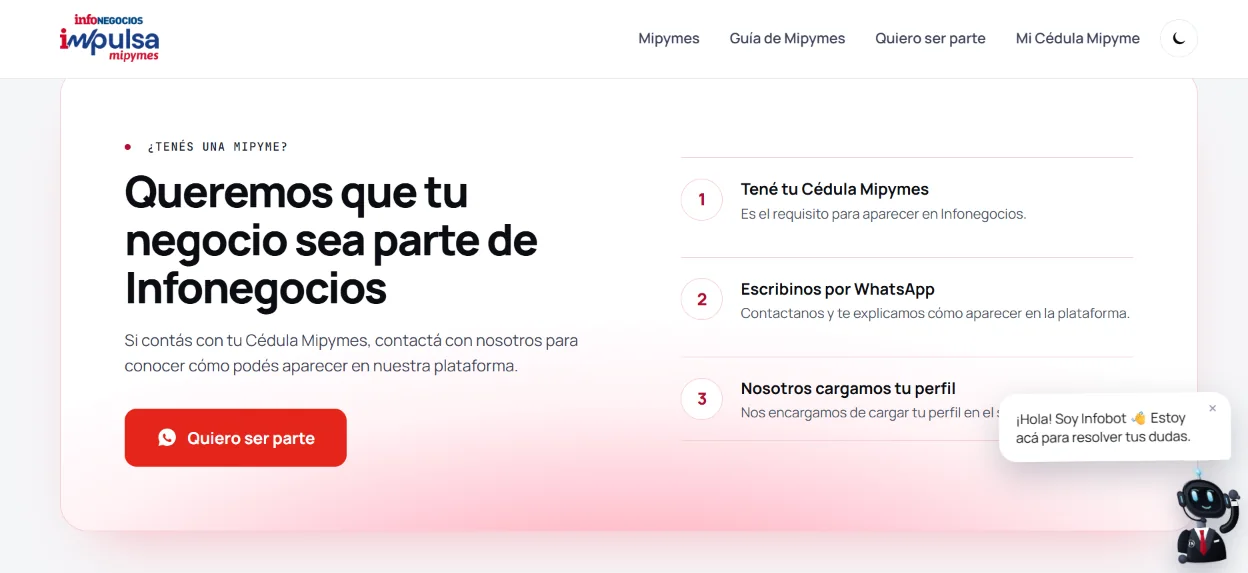 infoNEGOCIOS
impulsa
mipymes
Mipymes
Guía de Mipymes
Quiero ser parte
Mi Cédula Mipyme
¿TENÉS UNA MIPYME?
Queremos que tu
negocio sea parte de
Infonegocios
Si contás con tu Cédula Mipymes, contactá con nosotros para
conocer cómo podés aparecer en nuestra plataforma.
Quiero ser parte
1
Tené tu Cédula Mipymes
Es el requisito para aparecer en Infonegocios.
2
Escribinos por WhatsApp
Contactanos y te explicamos cómo aparecer en la plataforma.
3
Nosotros cargamos tu perfil
Nos encargamos de cargar tu perfil en el
¡Hola! Soy Infobot 👋 Estoy
acá para resolver tus dudas.
×